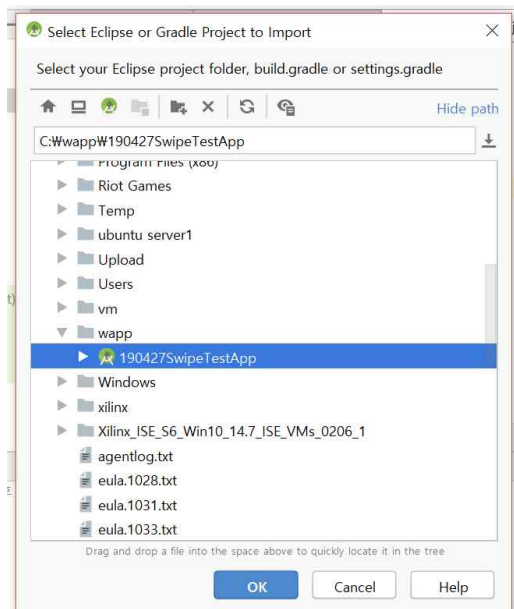 Select Eclipse or Gradle Project to Import
Select your Eclipse project folder, build.gradle or settings.gradle
Hide path
C:₩wapp₩190427SwipeTestApp
Program Files (x86)
Riot Games
Temp
ubuntu server1
Upload
Users
vm
wapp
190427SwipeTestApp
Windows
xilinx
Xilinx_ISE_S6_Win10_14.7_ISE_VMs_0206_1
agentlog.txt
eula.1028.txt
eula.1031.txt
eula.1033.txt
Drag and drop a file into the space above to quickly locate it in the tree
OK Cancel Help